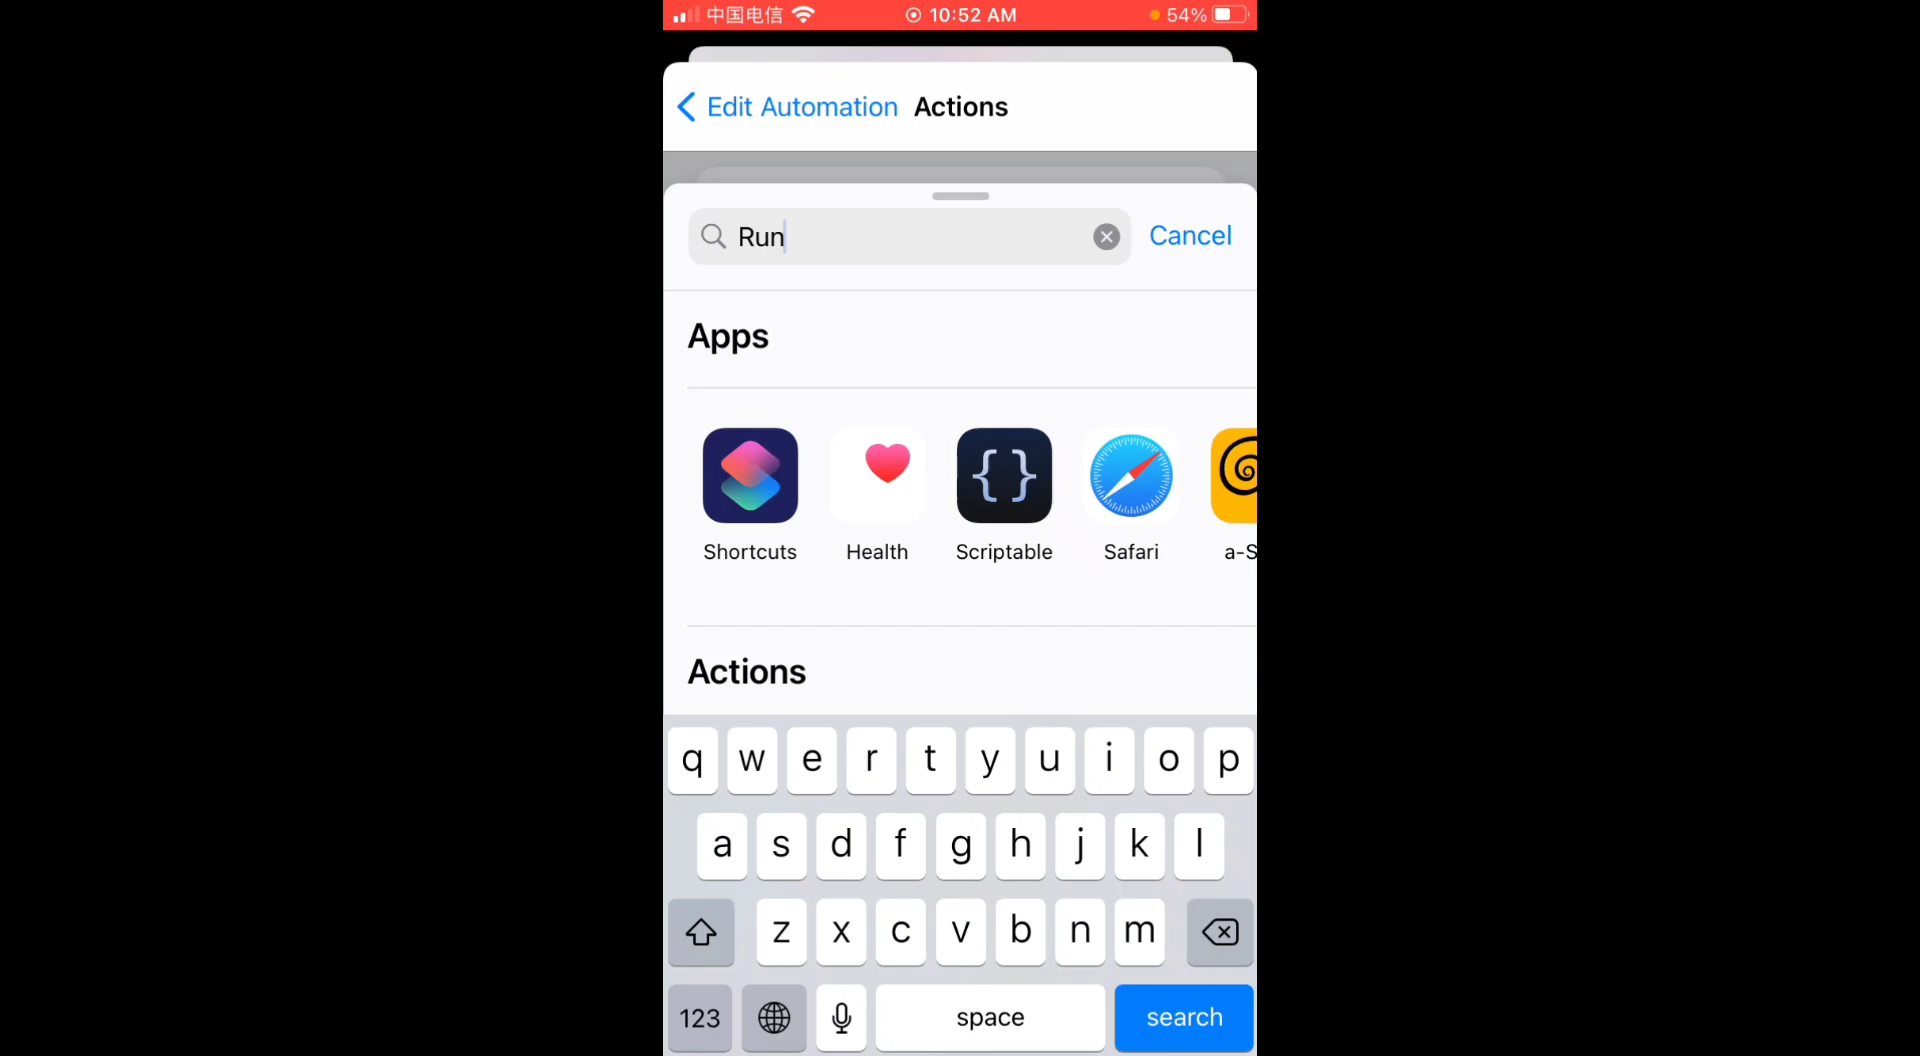 中国电信 10:52 AM 54%
Edit Automation Actions
Run Cancel
Apps
Shortcuts Health Scriptable Safari a-S
Actions
q w e r t y u i o p
a s d f g h j k l
z x c v b n m
123 space search